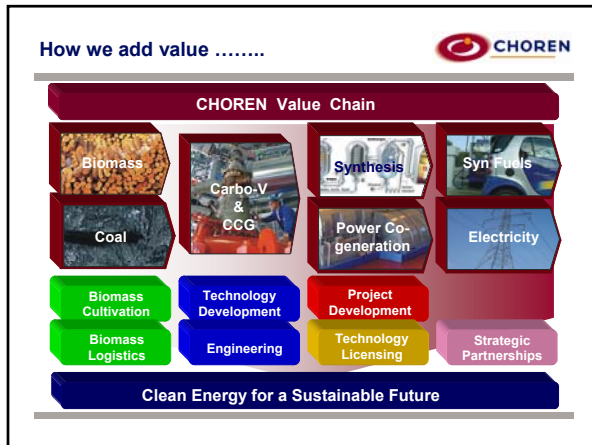 How we add value ........
CHOREN
CHOREN Value Chain
Biomass
Coal
Carbo-V
&
CCG
Synthesis
Power Co-
generation
Syn Fuels
Electricity
Biomass
Cultivation
Technology
Development
Project
Development
Biomass
Logistics
Engineering
Technology
Licensing
Strategic
Partnerships
Clean Energy for a Sustainable Future